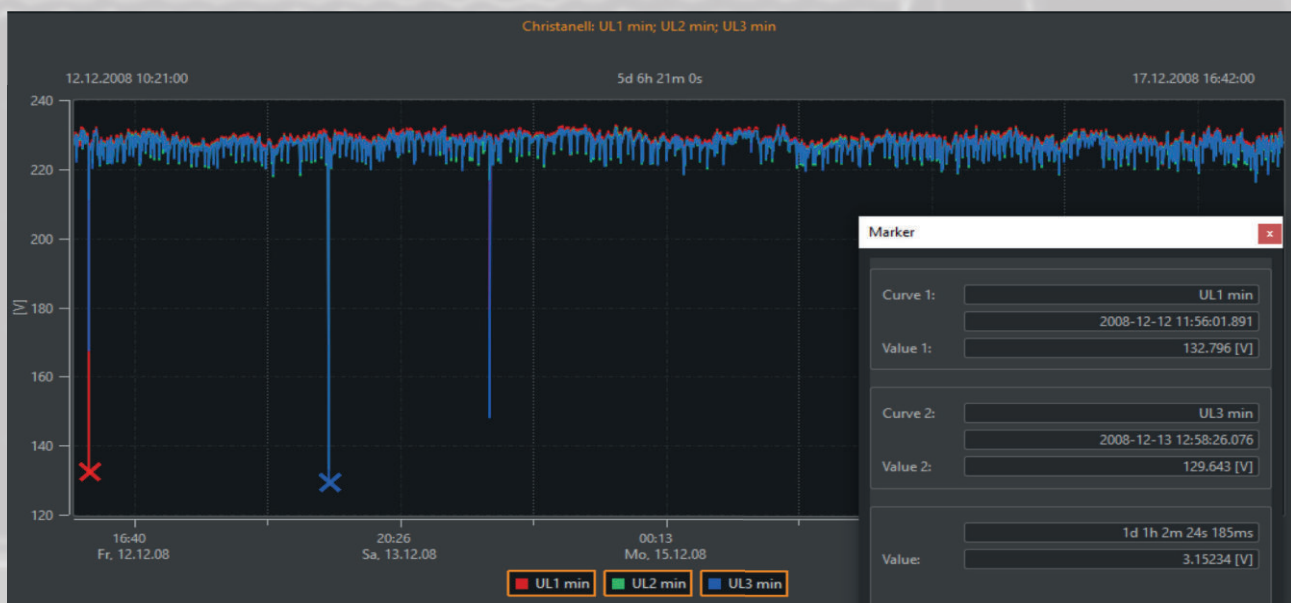 Christanell: UL1 min; UL2 min; UL3 min
12.12.2008 10:21:00 5d 6h 21m 0s 17.12.2008 16:42:00
240
220
200
180
160
140
120
[V]
16:40 20:26 00:13
Fr, 12.12.08 Sa, 13.12.08 Mo, 15.12.08
UL1 min UL2 min UL3 min
Marker x
Curve 1: UL1 min
2008-12-12 11:56:01.891
Value 1: 132.796 [V]
Curve 2: UL3 min
2008-12-13 12:58:26.076
Value 2: 129.643 [V]
1d 1h 2m 24s 185ms
Value: 3.15234 [V]